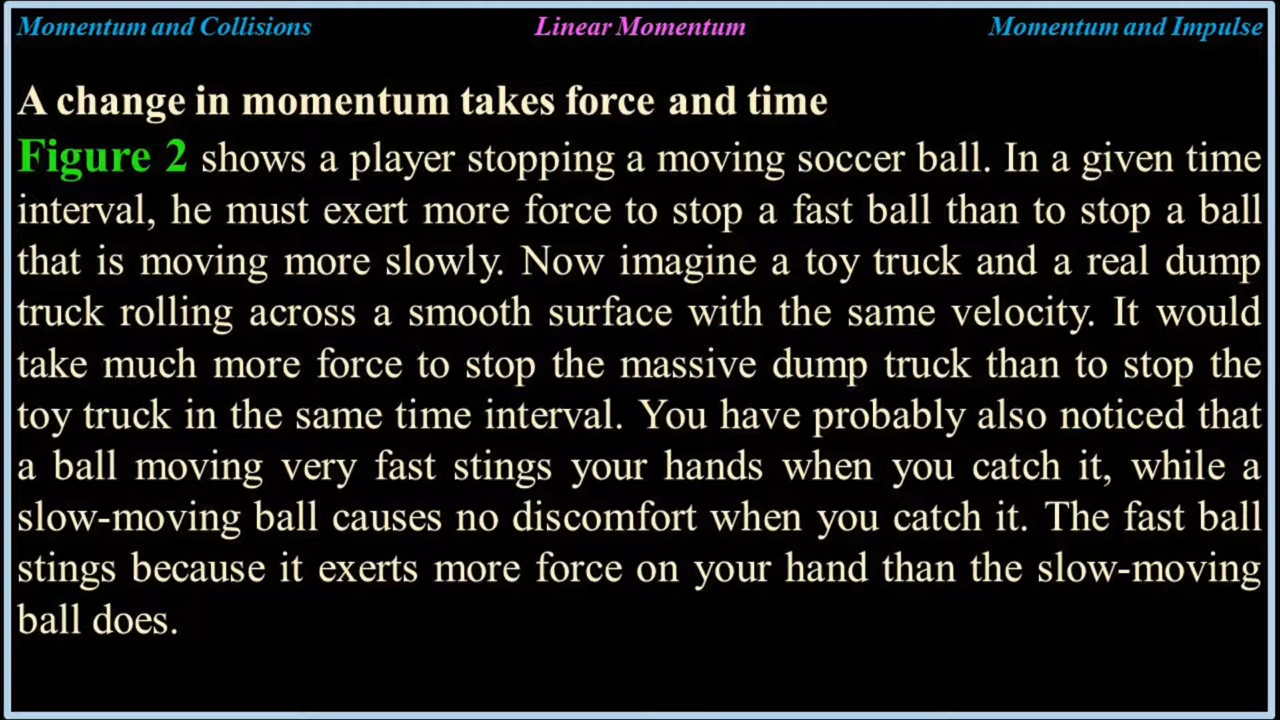 Momentum and Collisions Linear Momentum Momentum and Impulse
A change in momentum takes force and time
Figure 2 shows a player stopping a moving soccer ball. In a given time
interval, he must exert more force to stop a fast ball than to stop a ball
that is moving more slowly. Now imagine a toy truck and a real dump
truck rolling across a smooth surface with the same velocity. It would
take much more force to stop the massive dump truck than to stop the
toy truck in the same time interval. You have probably also noticed that
a ball moving very fast stings your hands when you catch it, while a
slow-moving ball causes no discomfort when you catch it. The fast ball
stings because it exerts more force on your hand than the slow-moving
ball does.